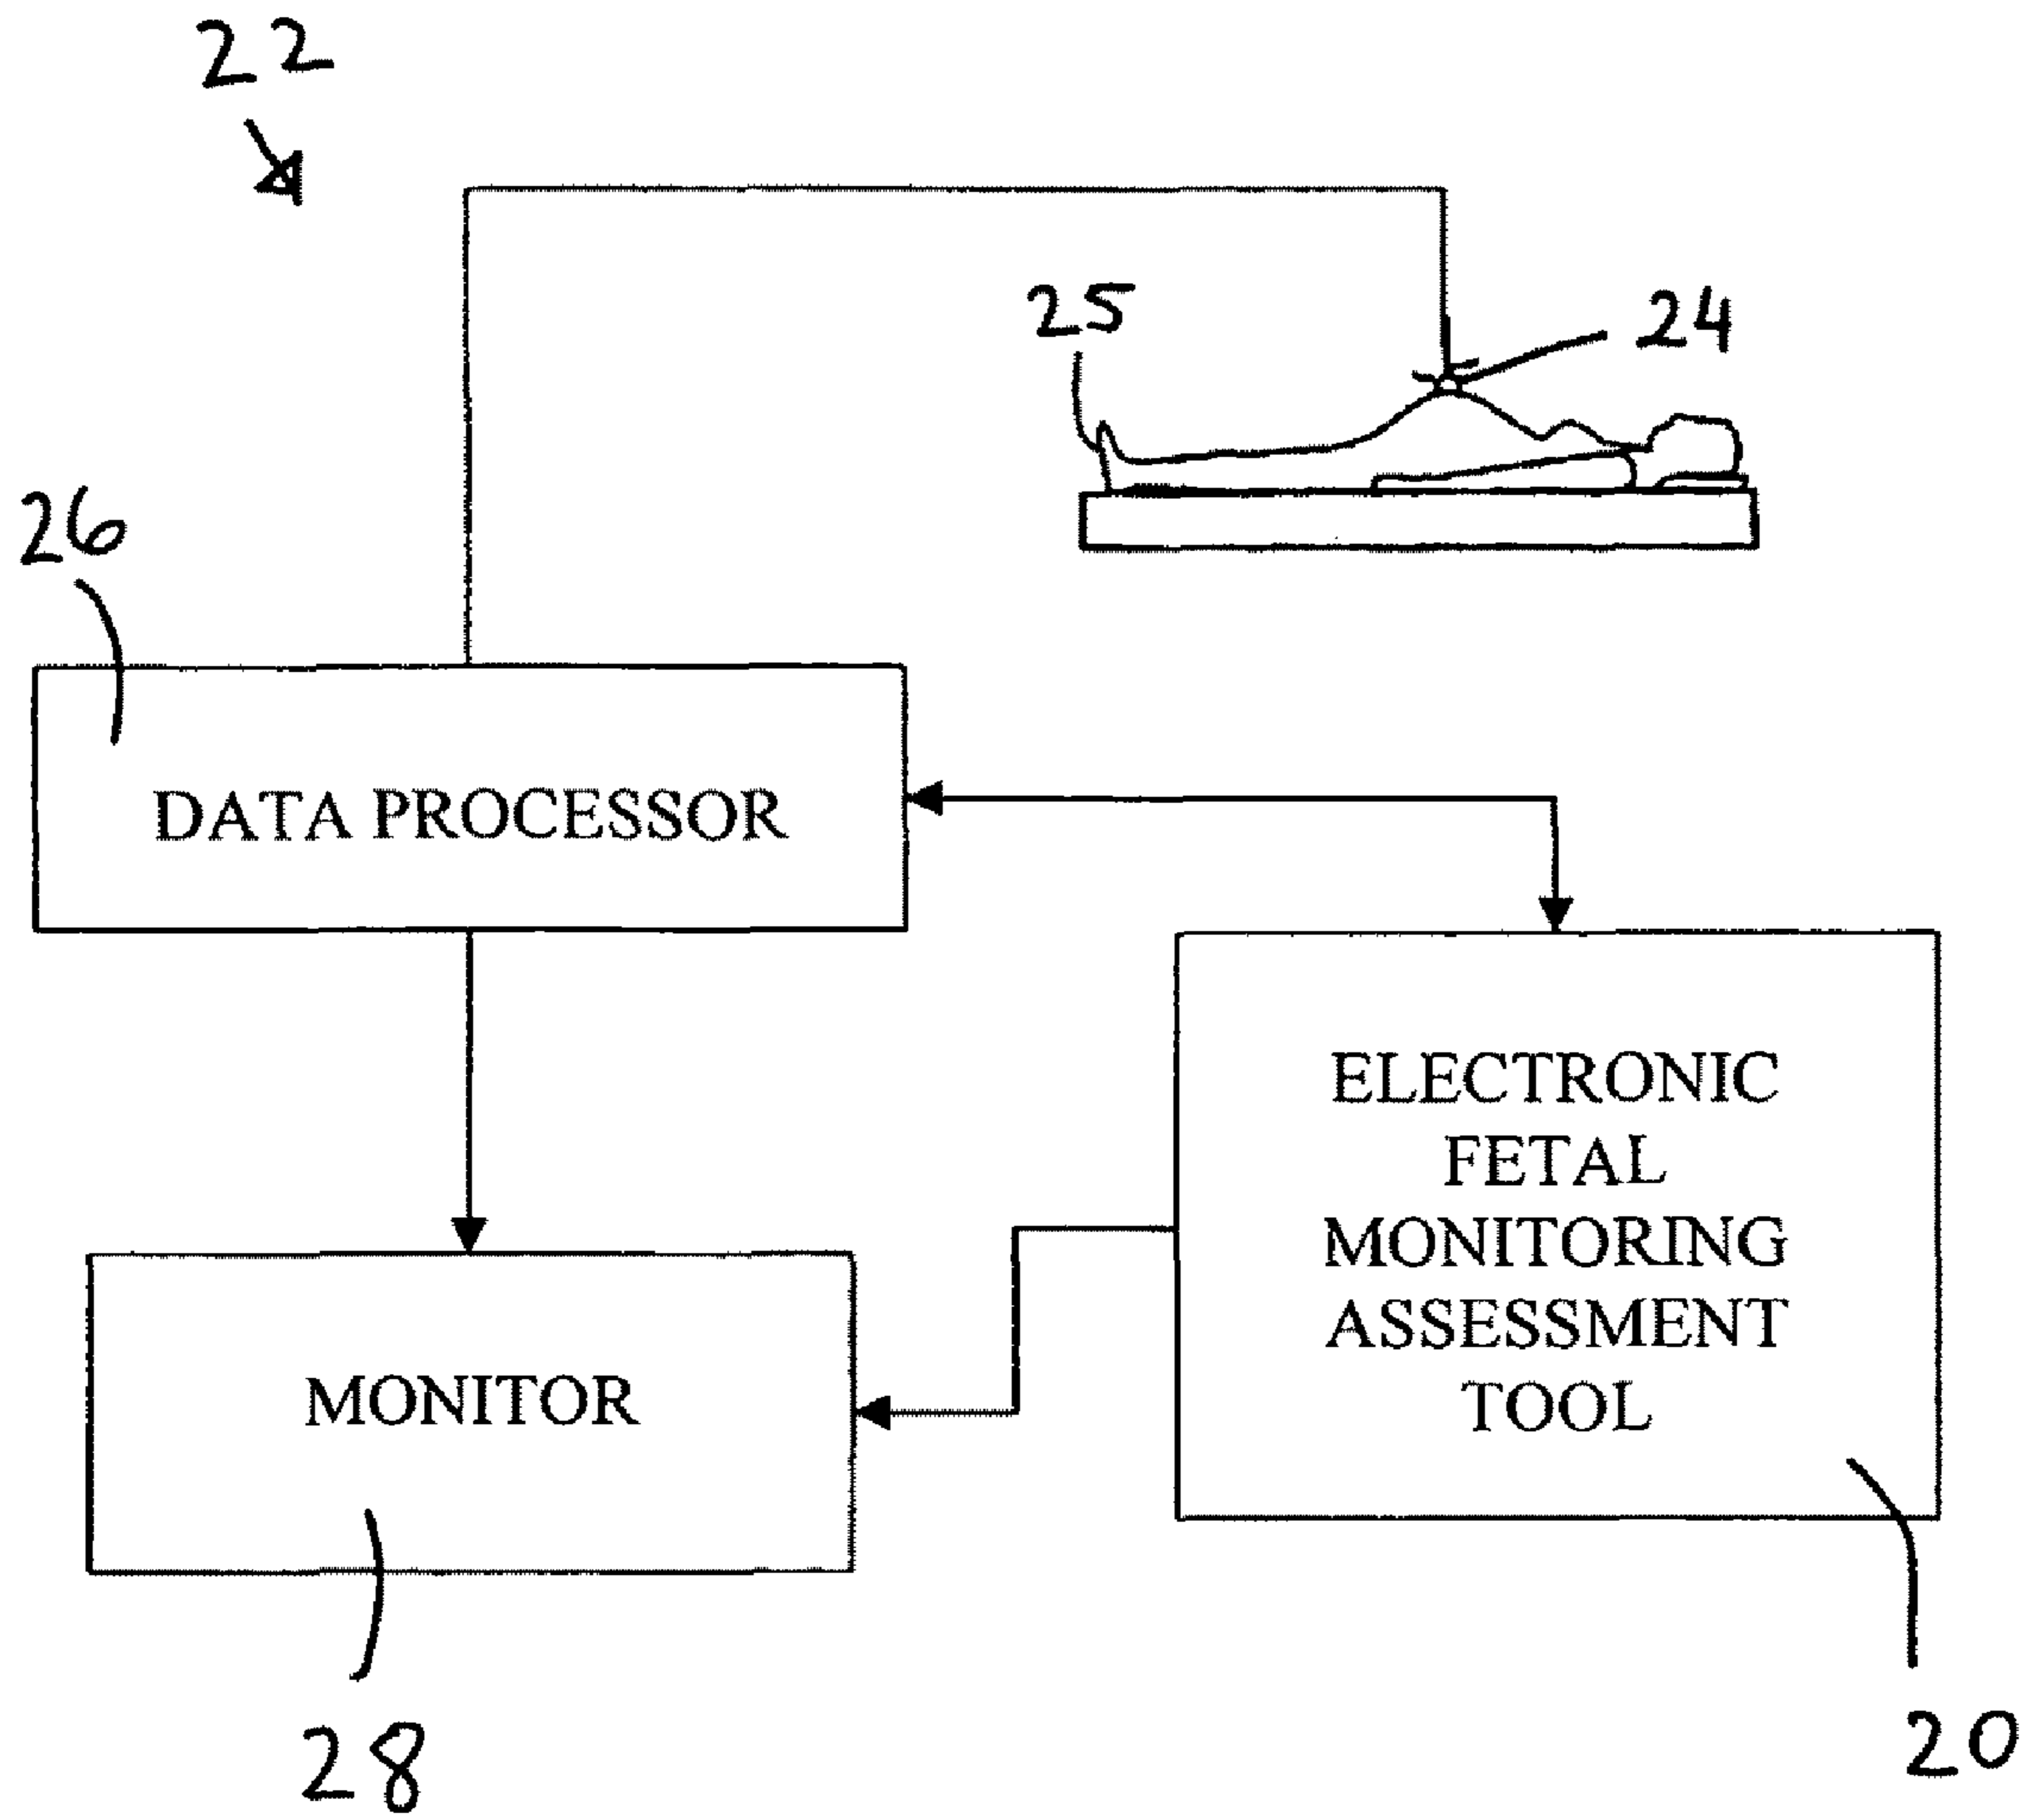 22
25
24
26
DATA PROCESSOR
ELECTRONIC
FETAL
MONITORING
ASSESSMENT
TOOL
MONITOR
28
20